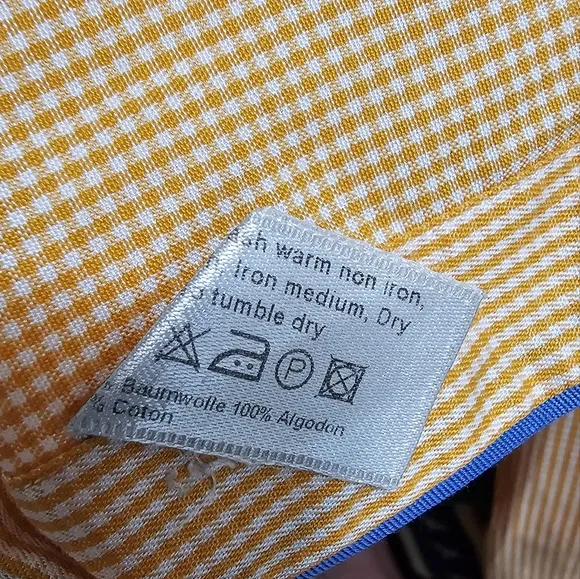 ash warm non iron,
Iron medium, Dry
tumble dry
P
% Baumwolle 100% Algodon
% Coton